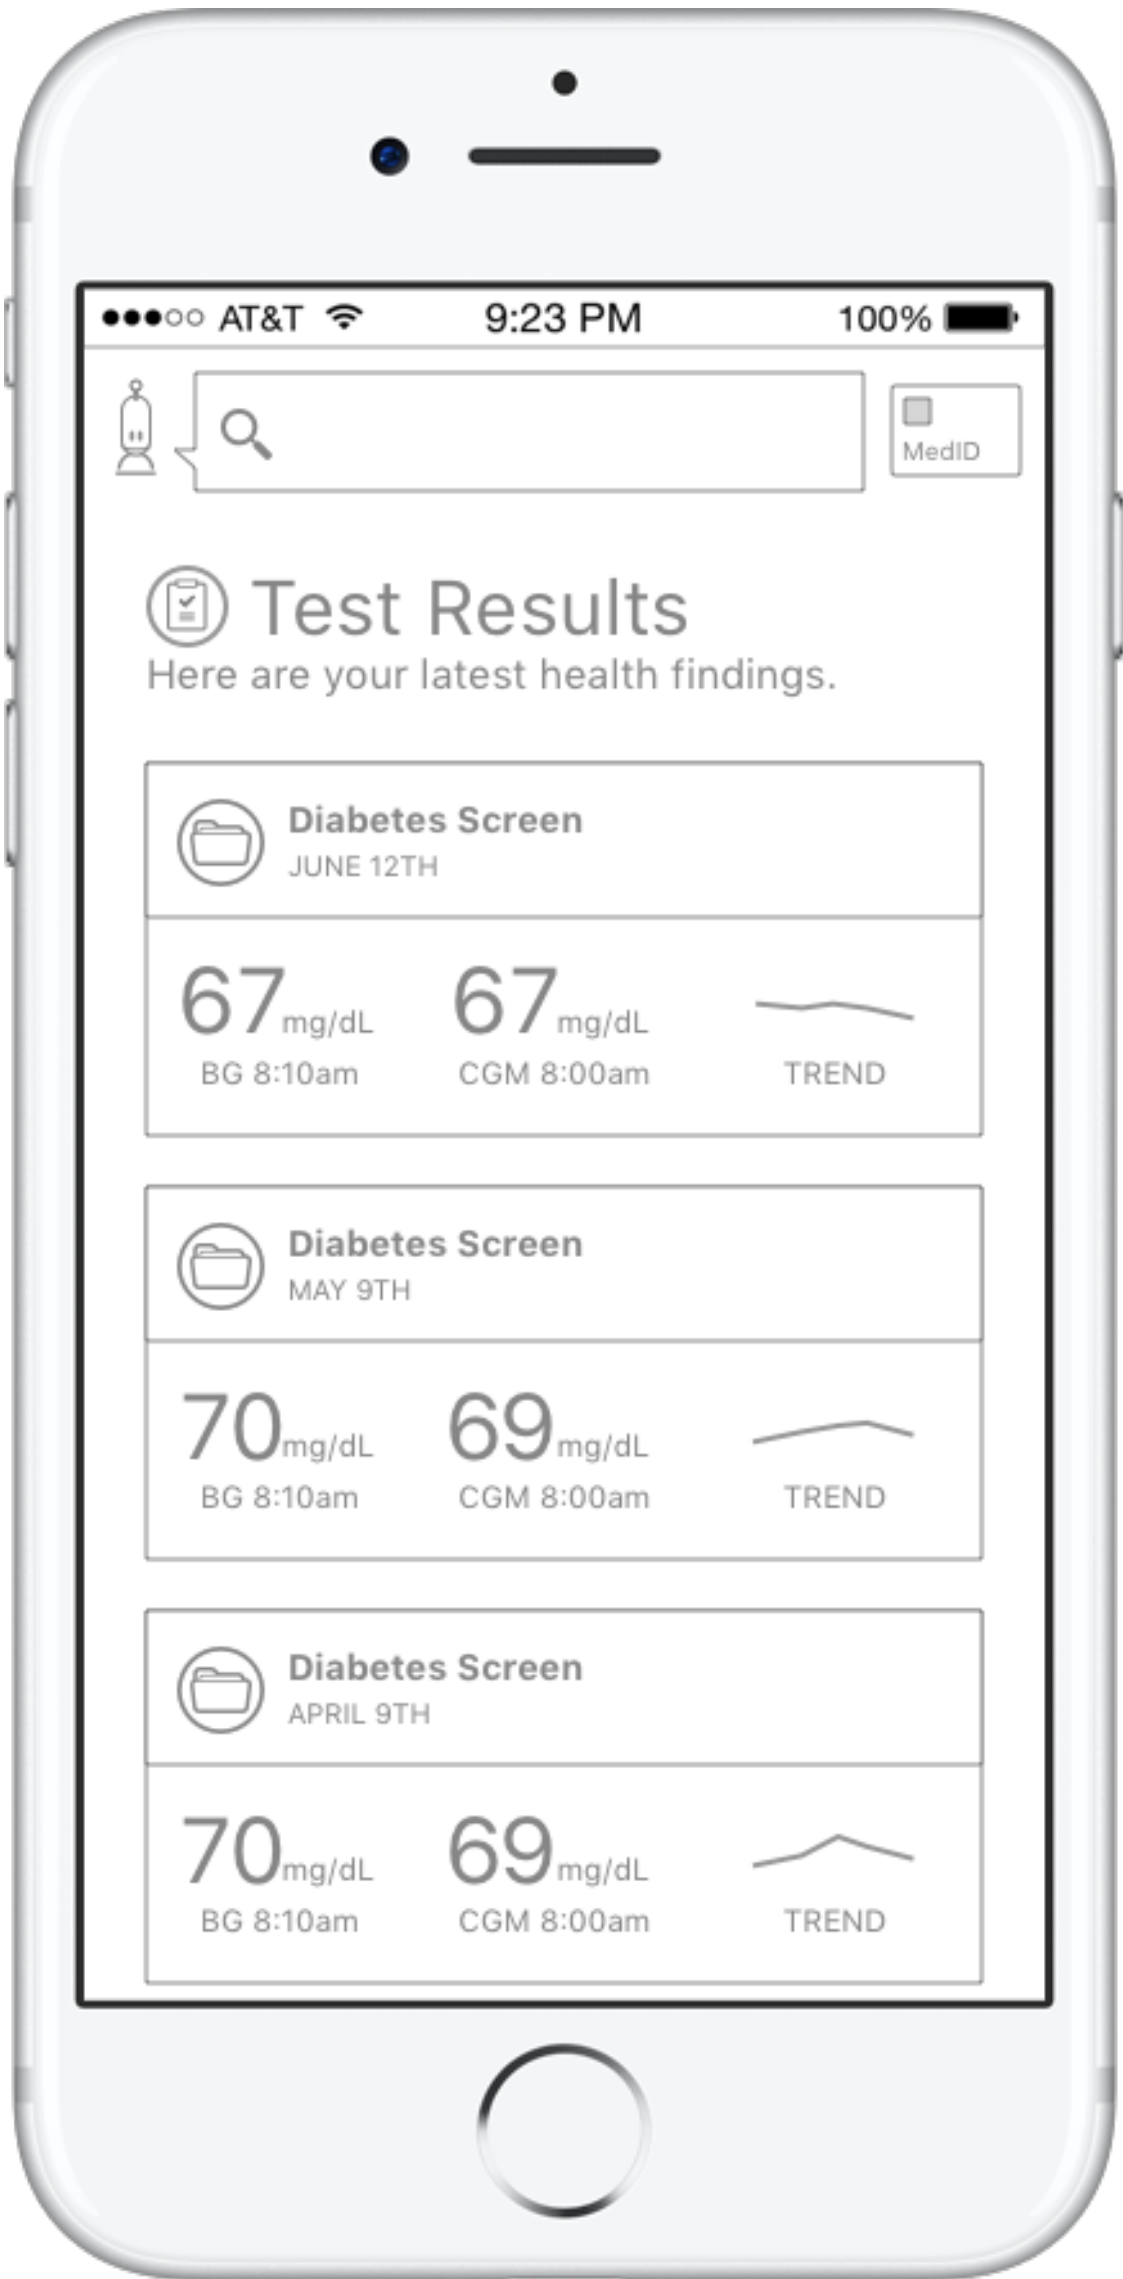 AT&T 9:23 PM 100%
MedID
Test Results
Here are your latest health findings.
Diabetes Screen
JUNE 12TH
67mg/dL 67mg/dL
BG 8:10am CGM 8:00am TREND
Diabetes Screen
MAY 9TH
70mg/dL 69mg/dL
BG 8:10am CGM 8:00am TREND
Diabetes Screen
APRIL 9TH
70mg/dL 69mg/dL
BG 8:10am CGM 8:00am TREND